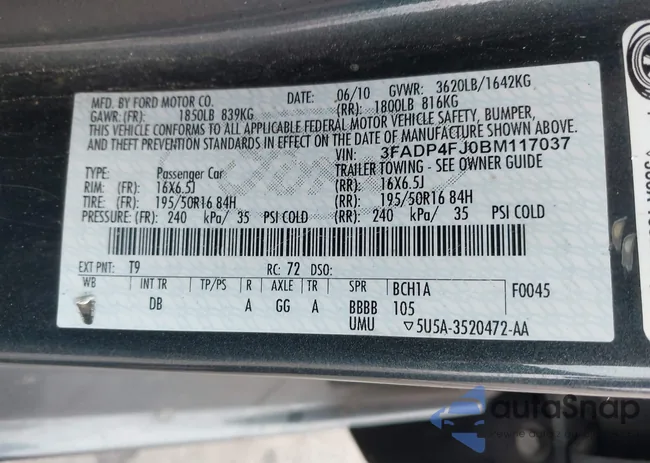 MFD. BY FORD MOTOR CO. DATE: 06/10 GVWR: 3620LB/1642KG
GAWR: (FR): 1850LB 839KG (RR): 1800LB 816KG
THIS VEHICLE CONFORMS TO ALL APPLICABLE FEDERAL MOTOR VEHICLE SAFETY, BUMPER,
AND THEFT PREVENTION STANDARDS IN EFFECT ON THE DATE OF MANUFACTURE SHOWN ABOVE.
VIN: 3FADP4FJ0BM117037
TYPE: Passenger Car TRAILER TOWING - SEE OWNER GUIDE
RIM: (FR): 16X6.5J (RR): 16X6.5J
TIRE: (FR): 195/50R16 84H (RR): 195/50R16 84H
PRESSURE: (FR): 240 kPa/ 35 PSI COLD (RR): 240 kPa/ 35 PSI COLD
EXT PNT: T9 RC: 72 DSO:
WB INT TR TP/PS R AXLE TR SPR BCH1A F0045
DB A GG A BBBB 105
UMU ▽5U5A-3520472-AA
autoSnap